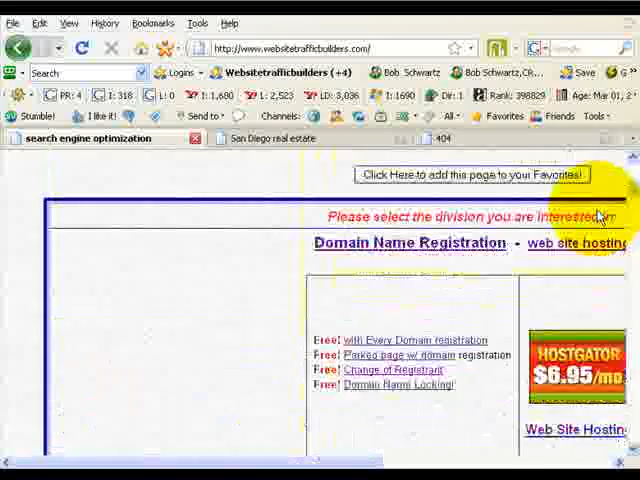 File Edit View History Bookmarks Tools Help
http://www.websitetrafficbuilders.com/ Google
Search Logins Websitetrafficbuilders (+4) Bob Schwartz Bob Schwartz,CR... Save
PR: 4 I: 318 L: 0 I: 1,680 L: 2,523 LD: 3,036 I: 1690 Dir: 1 Rank: 398829 Age: Mar 01, 2
Stumble! I like it! Send to Channels: Favorites Friends Tools
search engine optimization San Diego real estate 404
Click Here to add this page to your Favorites!
Please select the division you are interested in
Domain Name Registration - web site hosting
Free! with Every Domain registration
Free! Parked page w/ domain registration
Free! Change of Registrant
Free! Domain Name Locking!
HOSTGATOR
$6.95/mo
Web Site Hosting